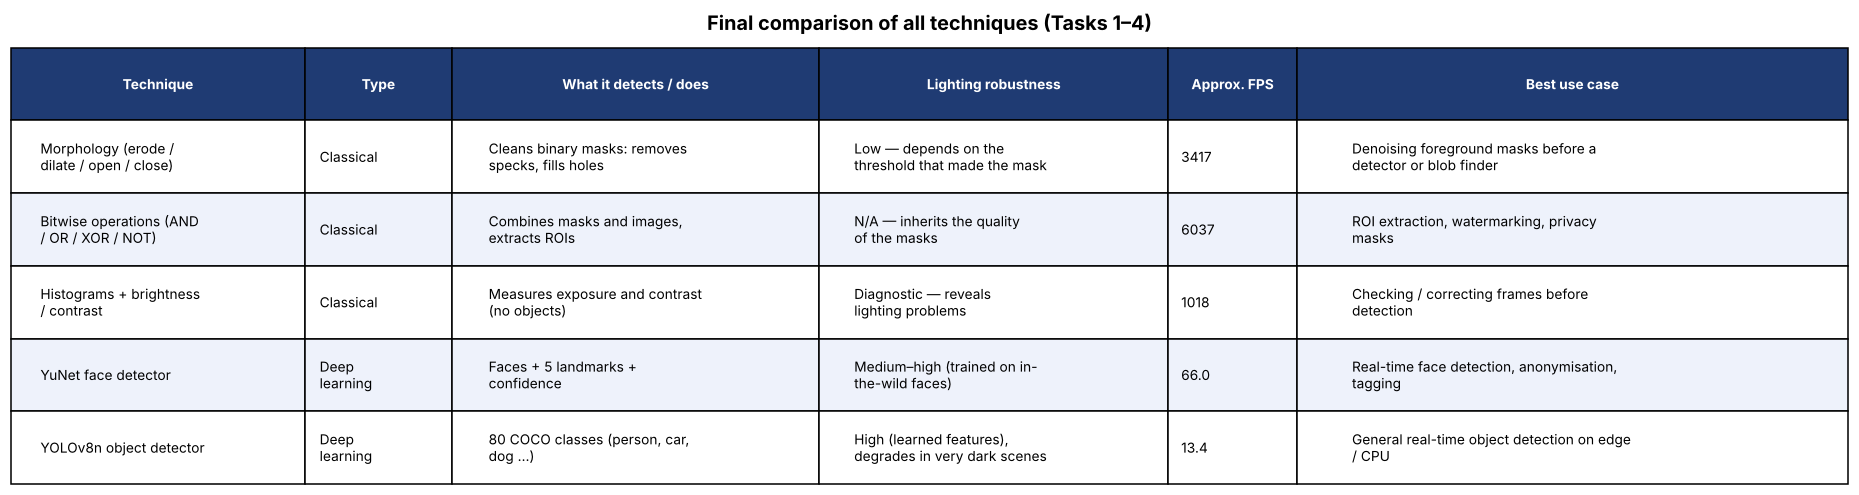 Final comparison of all techniques (Tasks 1–4)
Technique
Type
What it detects / does
Lighting robustness
Approx. FPS
Best use case
Morphology (erode /
dilate / open / close)
Classical
Cleans binary masks: removes
specks, fills holes
Low — depends on the
threshold that made the mask
3417
Denoising foreground masks before a
detector or blob finder
Bitwise operations (AND
/ OR / XOR / NOT)
Classical
Combines masks and images,
extracts ROIs
N/A — inherits the quality
of the masks
6037
ROI extraction, watermarking, privacy
masks
Histograms + brightness
/ contrast
Classical
Measures exposure and contrast
(no objects)
Diagnostic — reveals
lighting problems
1018
Checking / correcting frames before
detection
YuNet face detector
Deep
learning
Faces + 5 landmarks +
confidence
Medium–high (trained on in-
the-wild faces)
66.0
Real-time face detection, anonymisation,
tagging
YOLOv8n object detector
Deep
learning
80 COCO classes (person, car,
dog ...)
High (learned features),
degrades in very dark scenes
13.4
General real-time object detection on edge
/ CPU